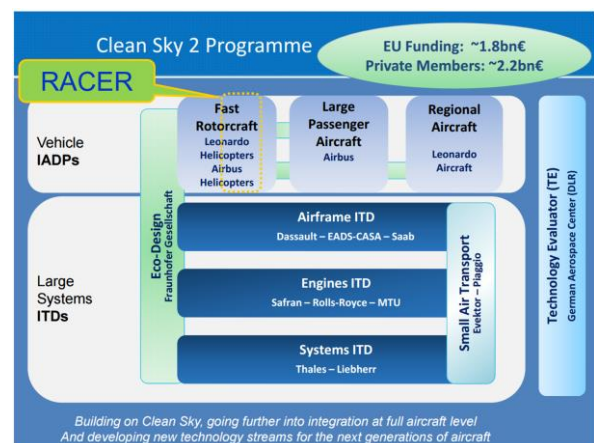 Clean Sky 2 Programme
EU Funding: ~1.8bn€
Private Members: ~2.2bn€
RACER
Vehicle
IADPs
Fast
Rotorcraft
Leonardo
Helicopters
Airbus
Helicopters
Large
Passenger
Aircraft
Airbus
Regional
Aircraft
Leonardo
Aircraft
Eco-Design
Fraunhofer Gesellschaft
Large
Systems
ITDs
Airframe ITD
Dassault – EADS-CASA – Saab
Engines ITD
Safran – Rolls-Royce – MTU
Systems ITD
Thales – Liebherr
Small Air Transport
Evektor – Piaggio
Technology Evaluator (TE)
German Aerospace Center (DLR)
Building on Clean Sky, going further into integration at full aircraft level
And developing new technology streams for the next generations of aircraft